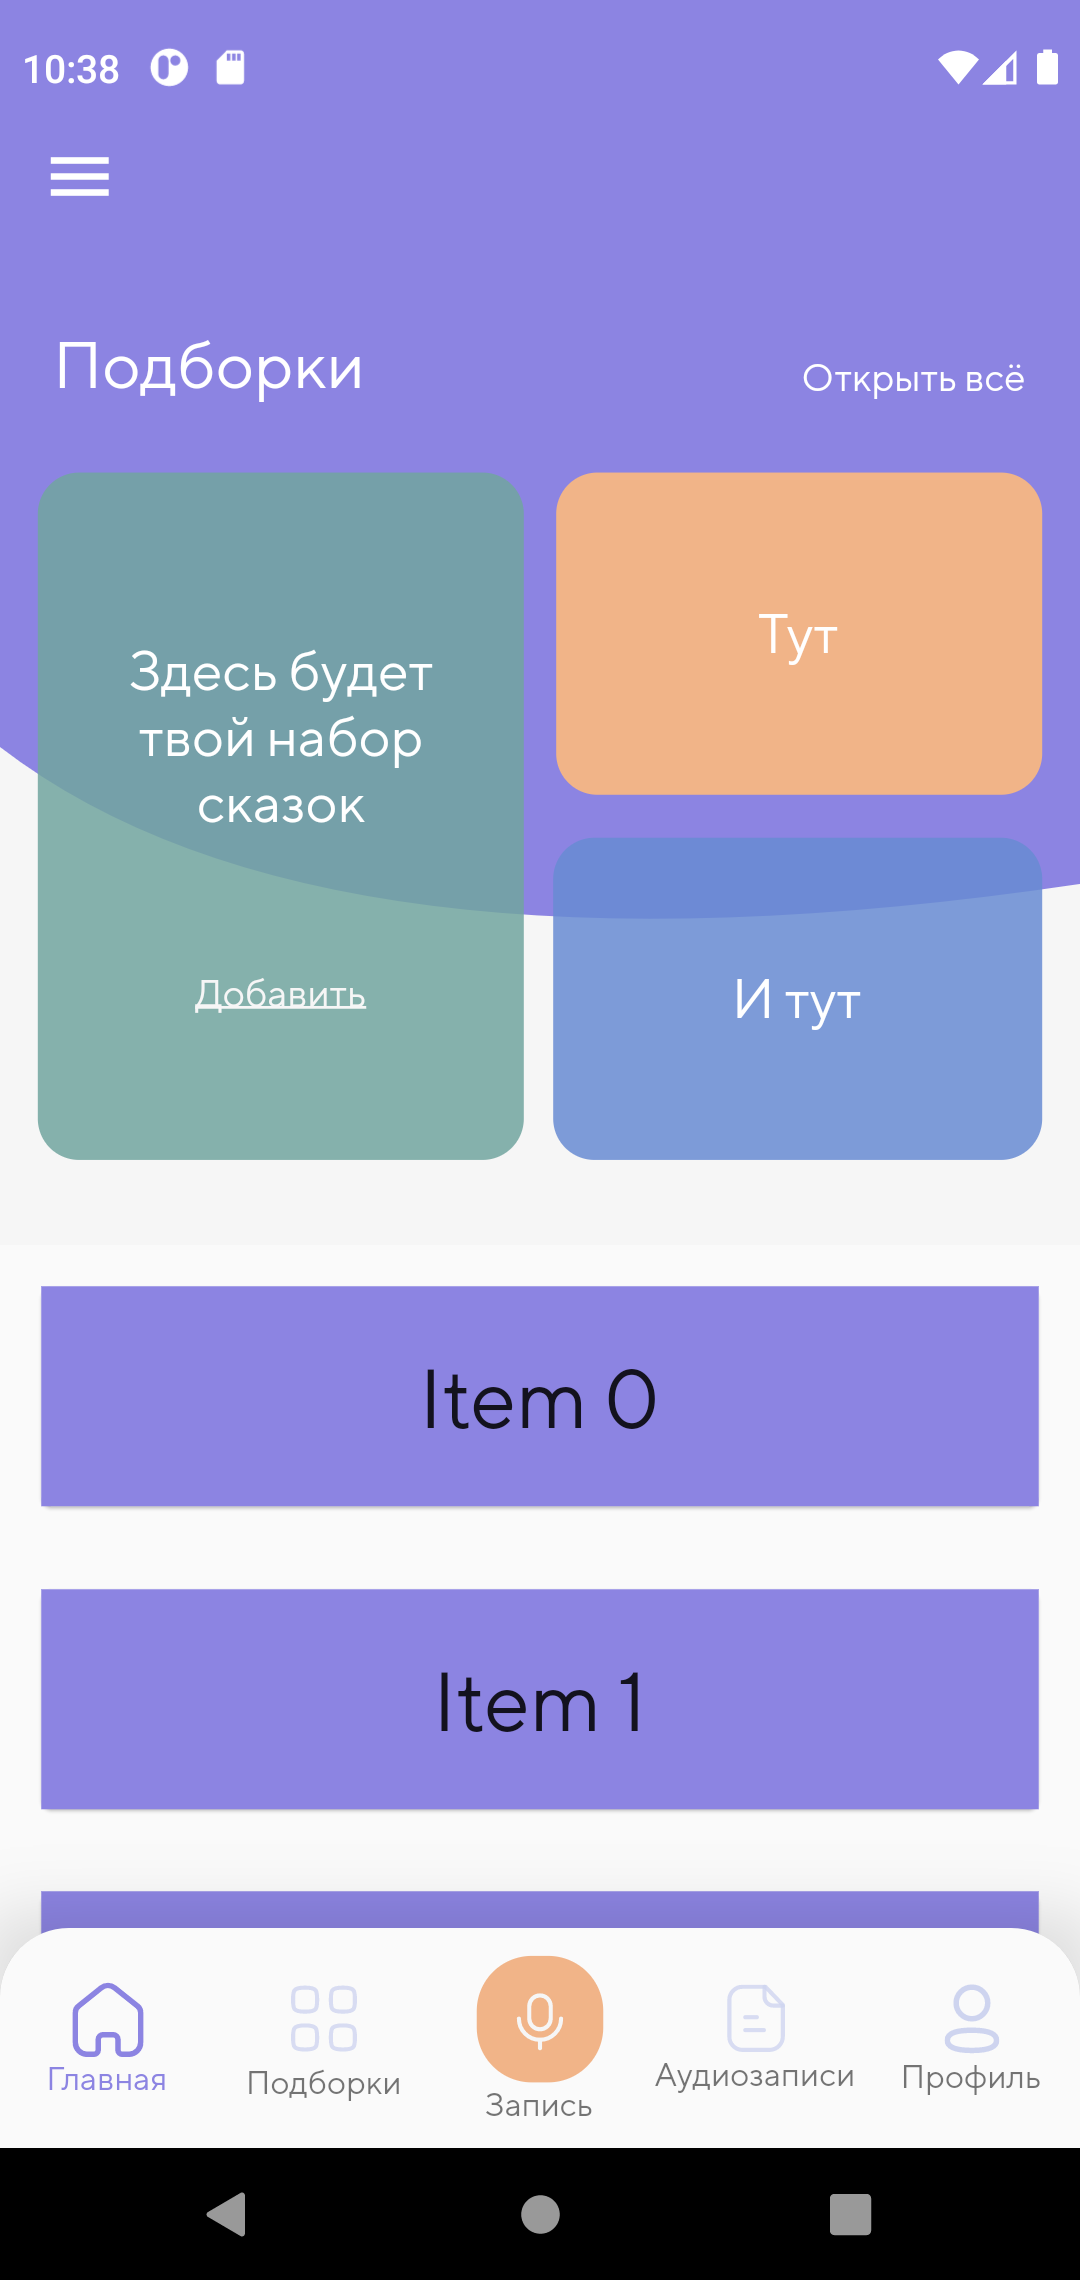 10:38
Подборки
Открыть всё
Здесь будет
твой набор
сказок
Добавить
Тут
И тут
Item 0
Item 1
Главная
Подборки
Запись
Аудиозаписи
Профиль